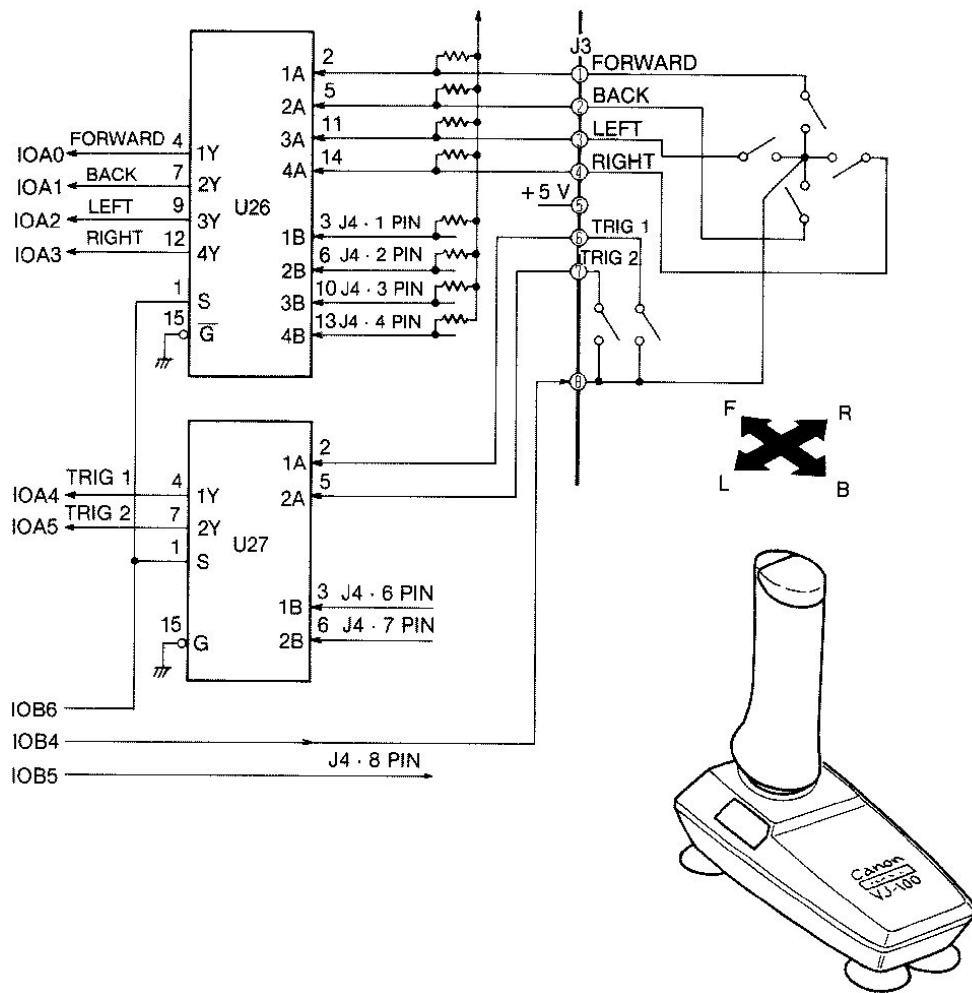 J3
2
1A
1 FORWARD
5
2A
2 BACK
11
3A
3 LEFT
14
4A
4 RIGHT
+5 V
5
IOA0 FORWARD 4 1Y
IOA1 BACK 7 2Y
IOA2 LEFT 9 3Y
IOA3 RIGHT 12 4Y
U26
1B 3 J4 · 1 PIN
2B 6 J4 · 2 PIN
3B 10 J4 · 3 PIN
4B 13 J4 · 4 PIN
6 TRIG 1
7 TRIG 2
1 S
15 G
8
F R
L B
2
1A
5
2A
IOA4 TRIG 1 4 1Y
IOA5 TRIG 2 7 2Y
U27
1 S
1B 3 J4 · 6 PIN
2B 6 J4 · 7 PIN
15 G
IOB6
IOB4
J4 · 8 PIN
IOB5
Canon
VJ-100